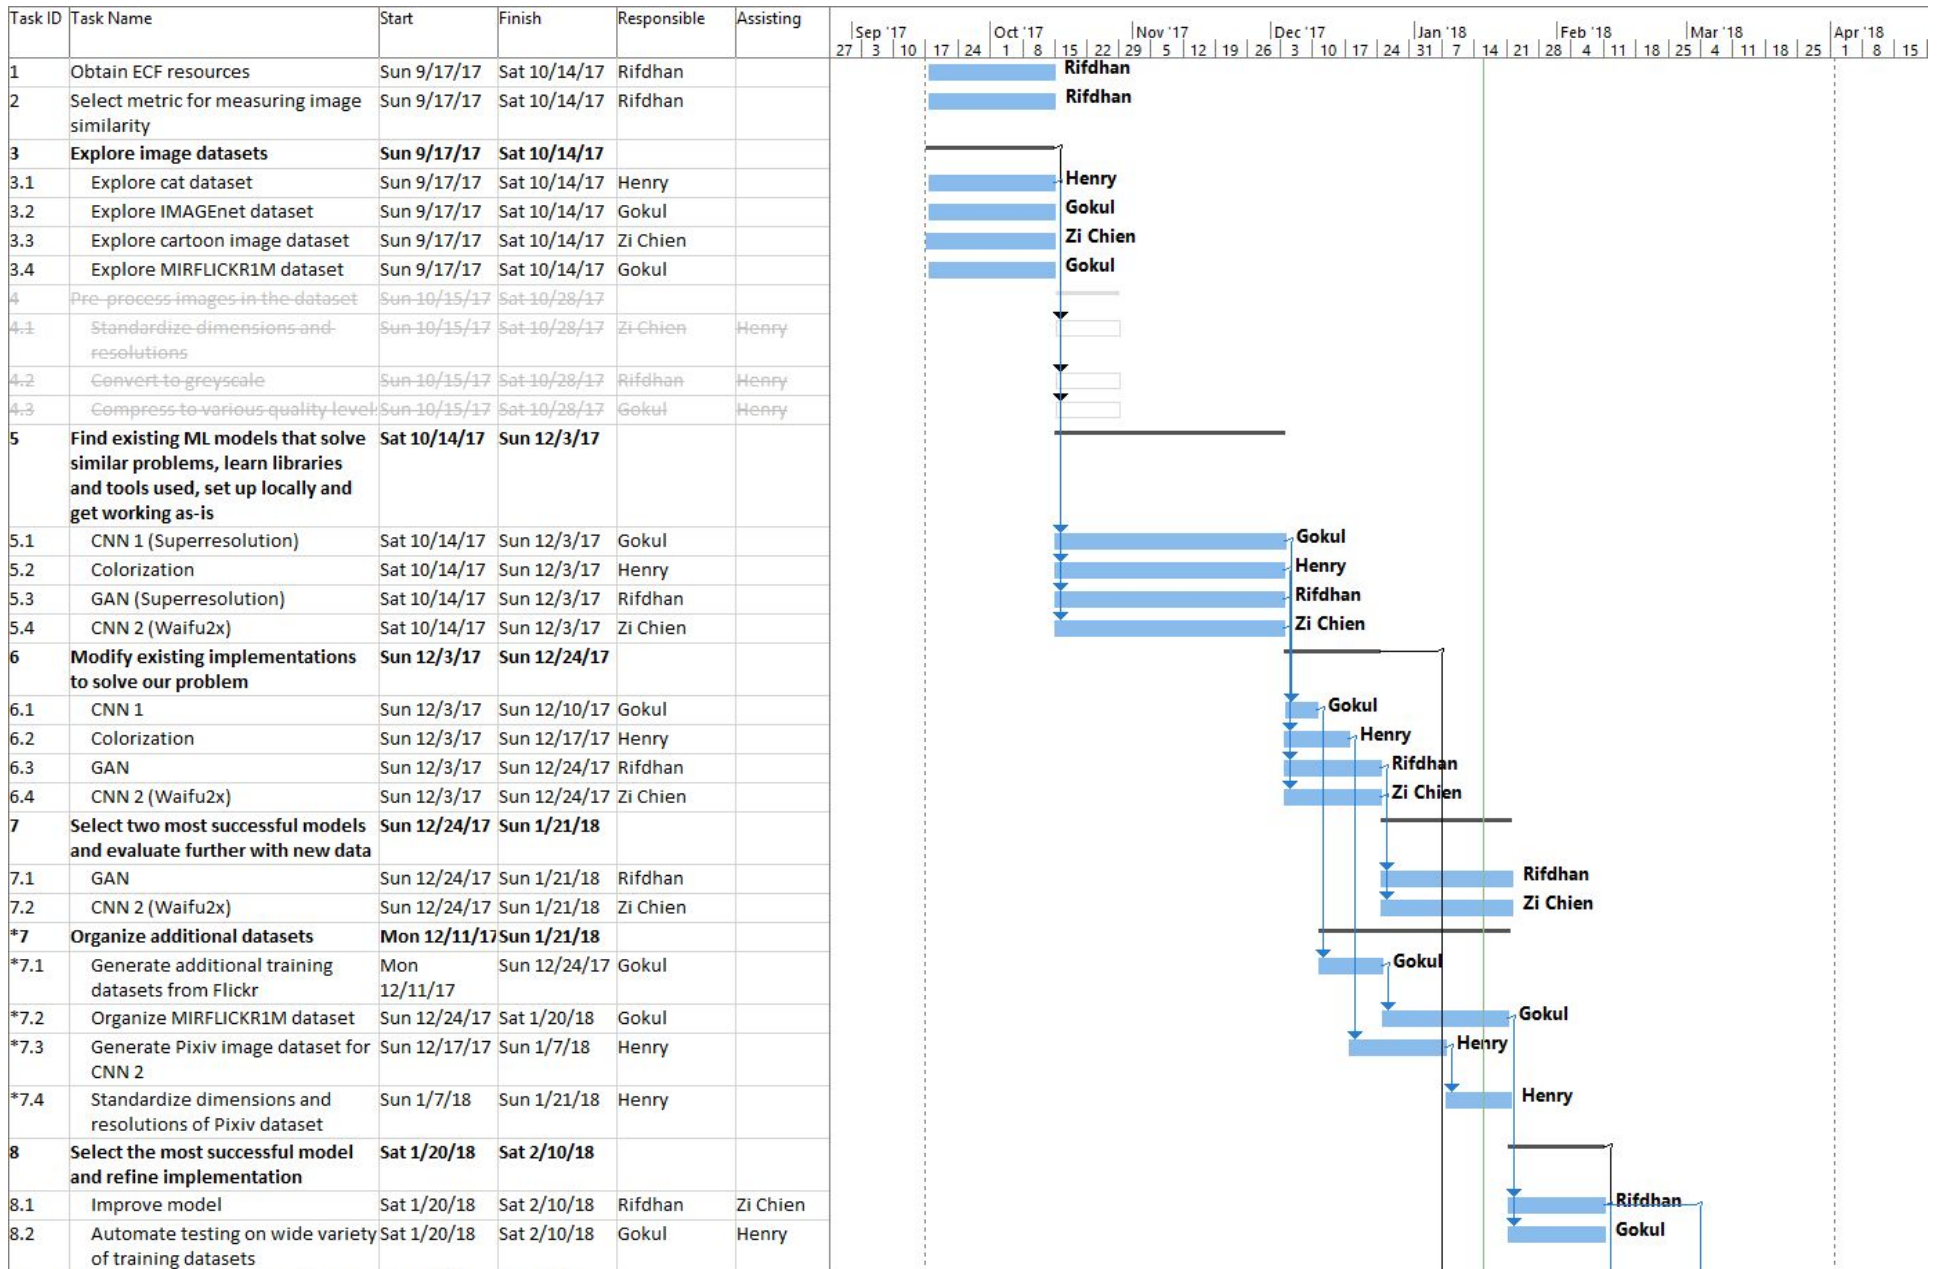 Task ID Task Name Start Finish Responsible Assisting
Sep '17 Oct '17 Nov '17 Dec '17 Jan '18 Feb '18 Mar '18 Apr '18
27 3 10 17 24 1 8 15 22 29 5 12 19 26 3 10 17 24 31 7 14 21 28 4 11 18 25 4 11 18 25 1 8 15
1 Obtain ECF resources Sun 9/17/17 Sat 10/14/17 Rifdhan Rifdhan
2 Select metric for measuring image Sun 9/17/17 Sat 10/14/17 Rifdhan Rifdhan
similarity
3 Explore image datasets Sun 9/17/17 Sat 10/14/17
3.1 Explore cat dataset Sun 9/17/17 Sat 10/14/17 Henry Henry
3.2 Explore IMAGEnet dataset Sun 9/17/17 Sat 10/14/17 Gokul Gokul
3.3 Explore cartoon image dataset Sun 9/17/17 Sat 10/14/17 Zi Chien Zi Chien
3.4 Explore MIRFLICKR1M dataset Sun 9/17/17 Sat 10/14/17 Gokul Gokul
4 Pre-process images in the dataset Sun 10/15/17 Sat 10/28/17
4.1 Standardize dimensions and Sun 10/15/17 Sat 10/28/17 Zi Chien Henry
resolutions
4.2 Convert to greyscale Sun 10/15/17 Sat 10/28/17 Rifdhan Henry
4.3 Compress to various quality level: Sun 10/15/17 Sat 10/28/17 Gokul Henry
5 Find existing ML models that solve Sat 10/14/17 Sun 12/3/17
similar problems, learn libraries
and tools used, set up locally and
get working as-is
5.1 CNN 1 (Superresolution) Sat 10/14/17 Sun 12/3/17 Gokul Gokul
5.2 Colorization Sat 10/14/17 Sun 12/3/17 Henry Henry
5.3 GAN (Superresolution) Sat 10/14/17 Sun 12/3/17 Rifdhan Rifdhan
5.4 CNN 2 (Waifu2x) Sat 10/14/17 Sun 12/3/17 Zi Chien Zi Chien
6 Modify existing implementations Sun 12/3/17 Sun 12/24/17
to solve our problem
6.1 CNN 1 Sun 12/3/17 Sun 12/10/17 Gokul Gokul
6.2 Colorization Sun 12/3/17 Sun 12/17/17 Henry Henry
6.3 GAN Sun 12/3/17 Sun 12/24/17 Rifdhan Rifdhan
6.4 CNN 2 (Waifu2x) Sun 12/3/17 Sun 12/24/17 Zi Chien Zi Chien
7 Select two most successful models Sun 12/24/17 Sun 1/21/18
and evaluate further with new data
7.1 GAN Sun 12/24/17 Sun 1/21/18 Rifdhan Rifdhan
7.2 CNN 2 (Waifu2x) Sun 12/24/17 Sun 1/21/18 Zi Chien Zi Chien
*7 Organize additional datasets Mon 12/11/17 Sun 1/21/18
*7.1 Generate additional training Mon Sun 12/24/17 Gokul Gokul
datasets from Flickr 12/11/17
*7.2 Organize MIRFLICKR1M dataset Sun 12/24/17 Sat 1/20/18 Gokul Gokul
*7.3 Generate Pixiv image dataset for Sun 12/17/17 Sun 1/7/18 Henry Henry
CNN 2
*7.4 Standardize dimensions and Sun 1/7/18 Sun 1/21/18 Henry Henry
resolutions of Pixiv dataset
8 Select the most successful model Sat 1/20/18 Sat 2/10/18
and refine implementation
8.1 Improve model Sat 1/20/18 Sat 2/10/18 Rifdhan Zi Chien Rifdhan
8.2 Automate testing on wide variety Sat 1/20/18 Sat 2/10/18 Gokul Henry Gokul
of training datasets